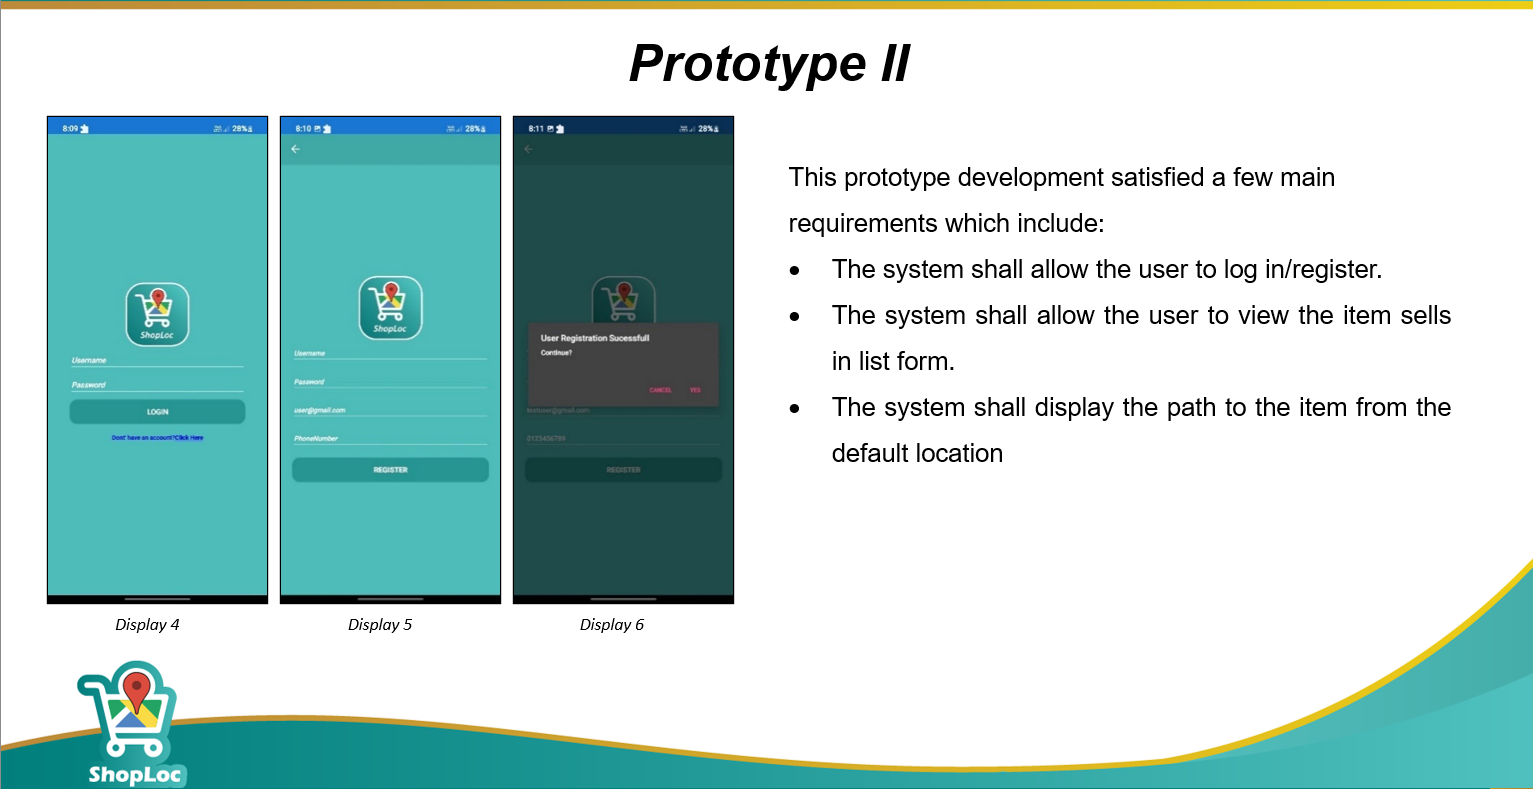 Prototype II
8:09
28%
ShopLoc
Username
Password
LOGIN
Dont' have an account?Click Here
Display 4
8:10
28%
ShopLoc
Username
Password
user@gmail.com
PhoneNumber
REGISTER
Display 5
8:11
28%
User Registration Sucessfull
Continue?
CANCEL YES
testuser@gmail.com
0123456789
REGISTER
Display 6
This prototype development satisfied a few main
requirements which include:
• The system shall allow the user to log in/register.
• The system shall allow the user to view the item sells
in list form.
• The system shall display the path to the item from the
default location
ShopLoc